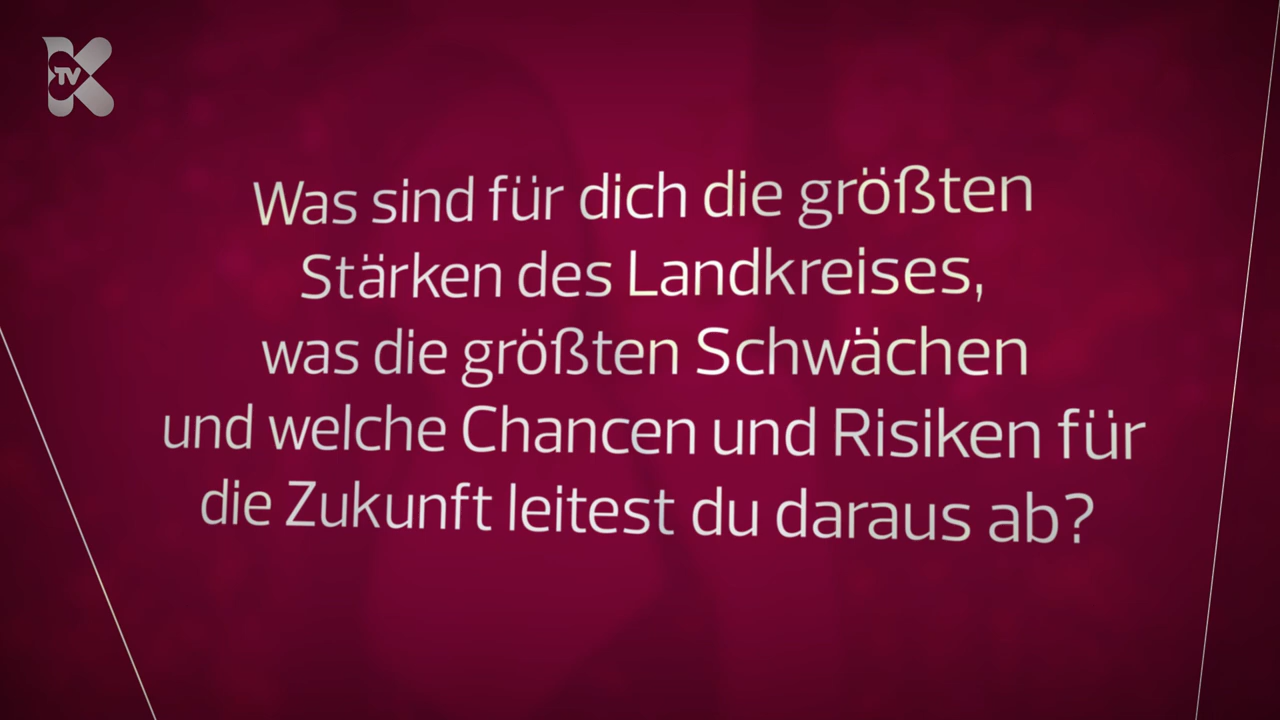 TV
K
Was sind für dich die größten
Stärken des Landkreises,
was die größten Schwächen
und welche Chancen und Risiken für
die Zukunft leitest du daraus ab?